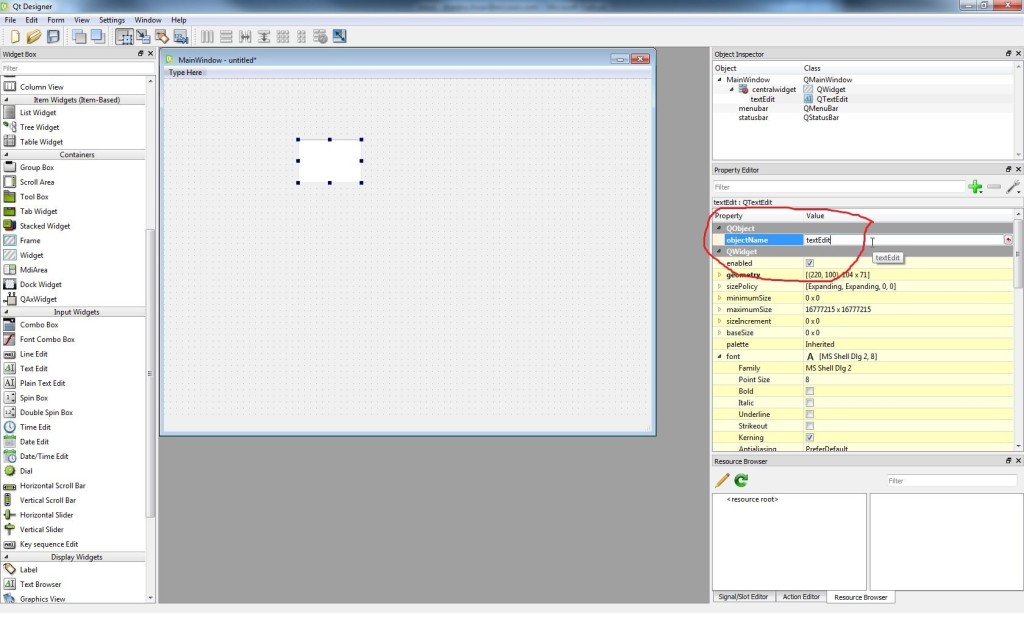 Qt Designer
File Edit Form View Settings Window Help
Widget Box
Filter
Column View
Item Widgets (Item-Based)
List Widget
Tree Widget
Table Widget
Containers
Group Box
Scroll Area
Tool Box
Tab Widget
Stacked Widget
Frame
Widget
MdiArea
Dock Widget
QAxWidget
Input Widgets
Combo Box
Font Combo Box
Line Edit
Text Edit
Plain Text Edit
Spin Box
Double Spin Box
Time Edit
Date Edit
Date/Time Edit
Dial
Horizontal Scroll Bar
Vertical Scroll Bar
Horizontal Slider
Vertical Slider
Key sequence Edit
Display Widgets
Label
Text Browser
Graphics View
MainWindow - untitled*
Type Here
Object Inspector
Object Class
MainWindow QMainWindow
centralwidget QWidget
textEdit QTextEdit
menubar QMenuBar
statusbar QStatusBar
Property Editor
Filter
textEdit : QTextEdit
Property Value
QObject
objectName textEdit
QWidget
textEdit
enabled
geometry [(220, 100), 104 x 71]
sizePolicy [Expanding, Expanding, 0, 0]
minimumSize 0 x 0
maximumSize 16777215 x 16777215
sizeIncrement 0 x 0
baseSize 0 x 0
palette Inherited
font A [MS Shell Dlg 2, 8]
Family MS Shell Dlg 2
Point Size 8
Bold
Italic
Underline
Strikeout
Kerning
Antialiasing PreferDefault
Resource Browser
Filter
<resource root>
Signal/Slot Editor Action Editor Resource Browser